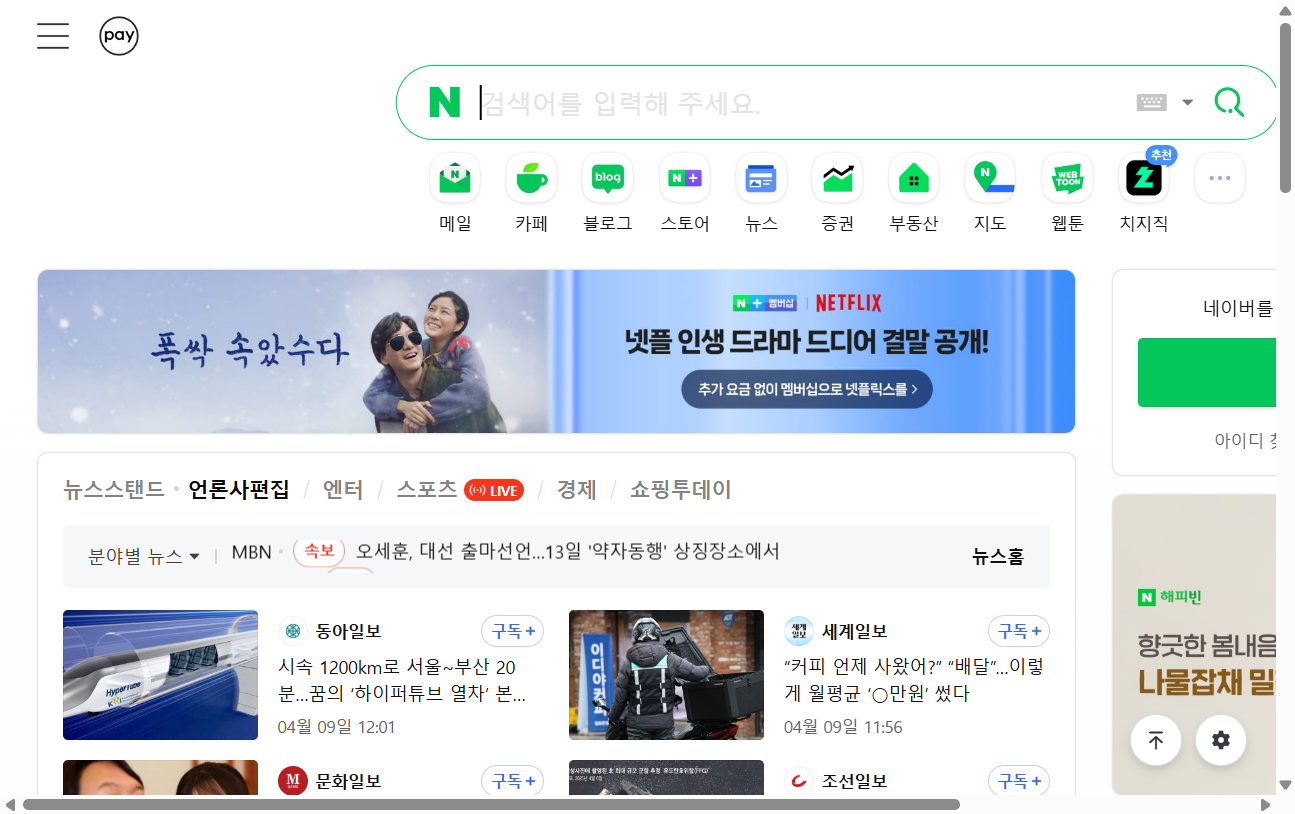 pay
N 검색어를 입력해 주세요.
N blog N+ N WEB TOON 추천
메일 카페 블로그 스토어 뉴스 증권 부동산 지도 웹툰 치지직
폭싹 속았수다
N + 멤버십 | NETFLIX
넷플 인생 드라마 드디어 결말 공개!
추가 요금 없이 멤버십으로 넷플릭스를 >
네이버를
아이디 찾
뉴스스탠드 · 언론사편집 / 엔터 / 스포츠 LIVE / 경제 / 쇼핑투데이
분야별 뉴스 | MBN · 속보 오세훈, 대선 출마선언...13일 '약자동행' 상징장소에서 뉴스홈
HyperTube
동아일보 구독+
시속 1200km로 서울~부산 20
분…꿈의 ‘하이퍼튜브 열차’ 본…
04월 09일 12:01
이디야커피
세계일보 구독+
“커피 언제 사왔어?” “배달”…이렇
게 월평균 ‘○만원’ 썼다
04월 09일 11:56
M 문화일보 구독+
조선일보 구독+
N 해피빈
향긋한 봄내음
나물잡채 밀